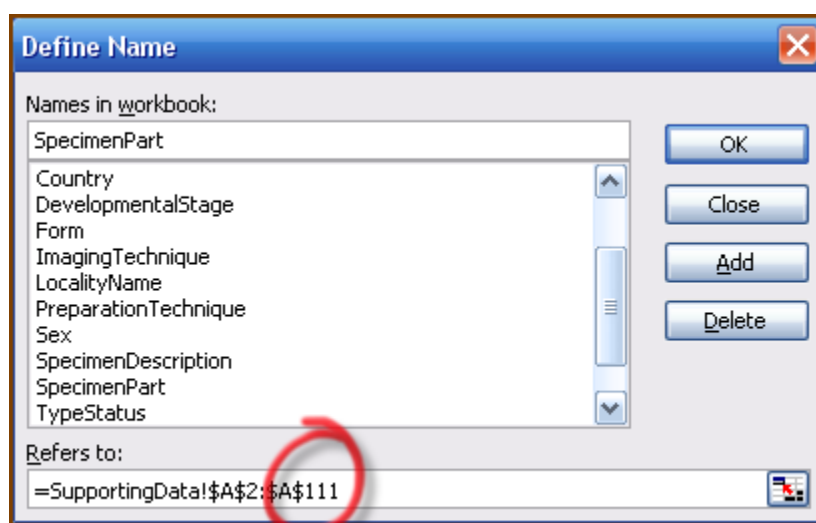 Define Name
Names in workbook:
SpecimenPart
OK
Country
DevelopmentalStage
Close
Form
ImagingTechnique
Add
LocalityName
PreparationTechnique
Delete
Sex
SpecimenDescription
SpecimenPart
TypeStatus
Refers to:
=SupportingData!$A$2:$A$111